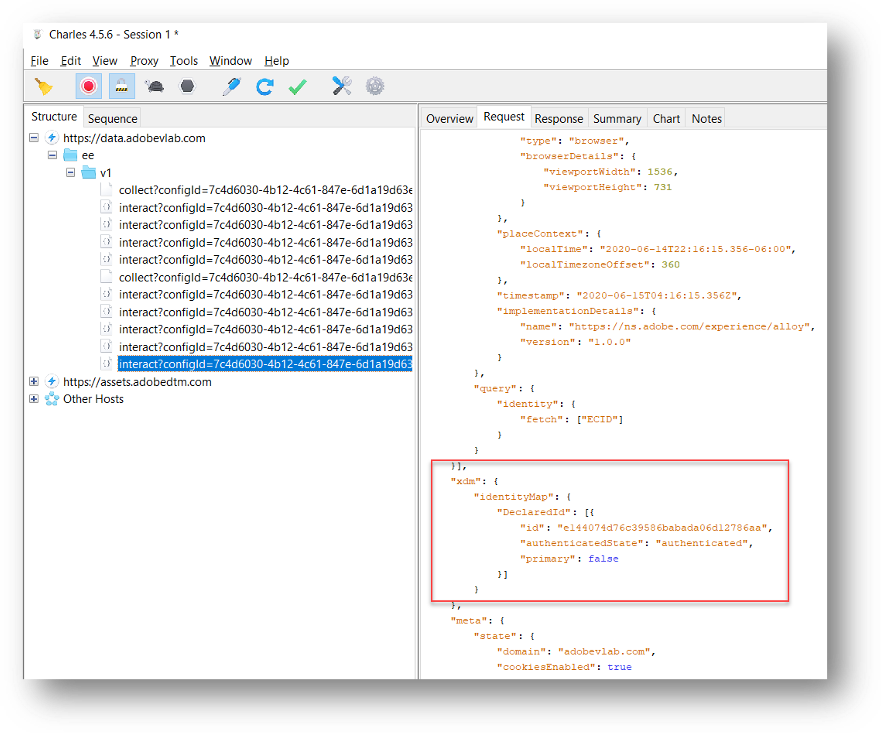 Charles 4.5.6 - Session 1 *
File Edit View Proxy Tools Window Help
Structure Sequence
https://data.adobevlab.com
ee
v1
collect?configId=7c4d6030-4b12-4c61-847e-6d1a19d63e
interact?configId=7c4d6030-4b12-4c61-847e-6d1a19d63
interact?configId=7c4d6030-4b12-4c61-847e-6d1a19d63
interact?configId=7c4d6030-4b12-4c61-847e-6d1a19d63
interact?configId=7c4d6030-4b12-4c61-847e-6d1a19d63
collect?configId=7c4d6030-4b12-4c61-847e-6d1a19d63e
interact?configId=7c4d6030-4b12-4c61-847e-6d1a19d63
interact?configId=7c4d6030-4b12-4c61-847e-6d1a19d63
interact?configId=7c4d6030-4b12-4c61-847e-6d1a19d63
interact?configId=7c4d6030-4b12-4c61-847e-6d1a19d63
interact?configId=7c4d6030-4b12-4c61-847e-6d1a19d63
https://assets.adobedtm.com
Other Hosts
Overview Request Response Summary Chart Notes
"type": "browser",
"browserDetails": {
"viewportWidth": 1536,
"viewportHeight": 731
}
},
"placeContext": {
"localTime": "2020-06-14T22:16:15.356-06:00",
"localTimezoneOffset": 360
},
"timestamp": "2020-06-15T04:16:15.356Z",
"implementationDetails": {
"name": "https://ns.adobe.com/experience/alloy",
"version": "1.0.0"
}
},
"query": {
"identity": {
"fetch": ["ECID"]
}
}
}],
"xdm": {
"identityMap": {
"DeclaredId": [{
"id": "e144074d76c39586babada06d12786aa",
"authenticatedState": "authenticated",
"primary": false
}]
}
},
"meta": {
"state": {
"domain": "adobevlab.com",
"cookiesEnabled": true